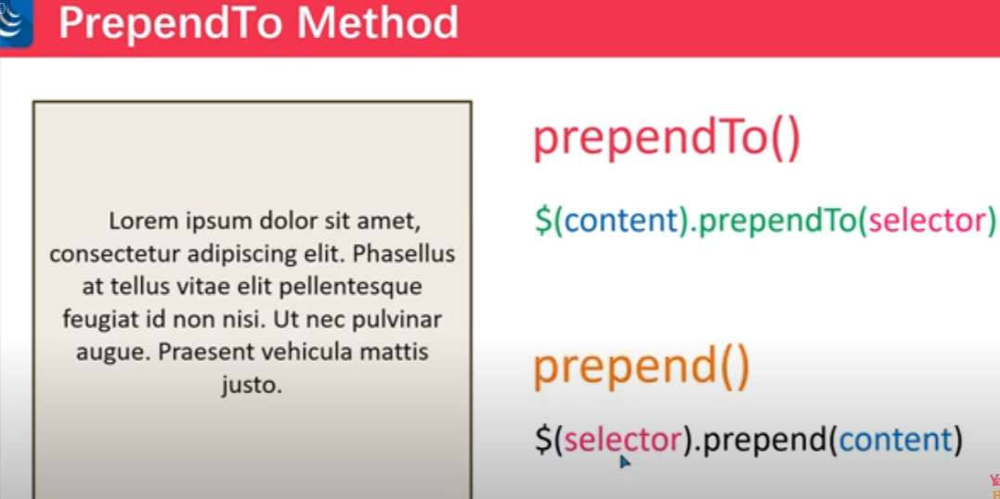 PrependTo Method
Lorem ipsum dolor sit amet,
consectetur adipiscing elit. Phasellus
at tellus vitae elit pellentesque
feugiat id non nisi. Ut nec pulvinar
augue. Praesent vehicula mattis
justo.
prependTo()
$(content).prependTo(selector)
prepend()
$(selector).prepend(content)